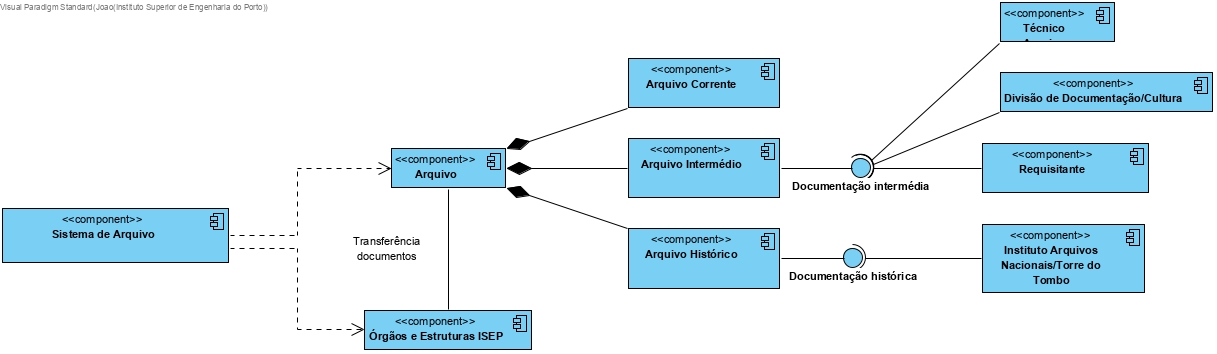 Visual Paradigm Standard(Joao(Instituto Superior de Engenharia do Porto))
<<component>>
Técnico
<<component>>
Arquivo Corrente
<<component>>
Divisão de Documentação/Cultura
<<component>>
Arquivo Intermédio
<<component>>
Arquivo
<<component>>
Requisitante
Documentação intermédia
<<component>>
Sistema de Arquivo
Transferência
documentos
<<component>>
Arquivo Histórico
<<component>>
Instituto Arquivos
Nacionais/Torre do
Tombo
Documentação histórica
<<component>>
Órgãos e Estruturas ISEP